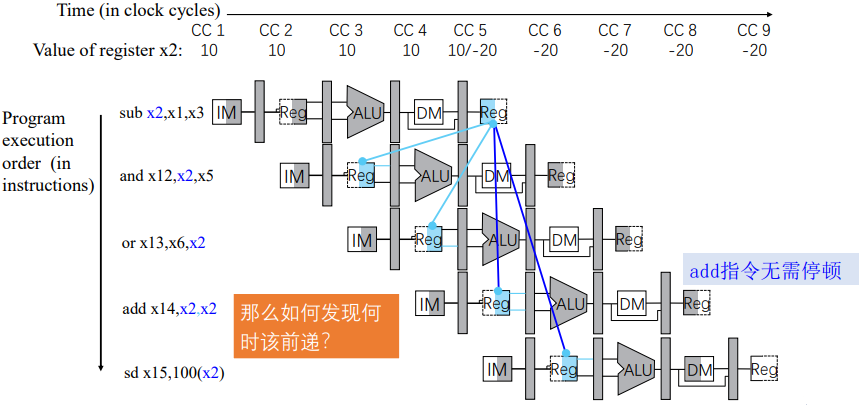 Time (in clock cycles)
CC 1 CC 2 CC 3 CC 4 CC 5 CC 6 CC 7 CC 8 CC 9
Value of register x2: 10 10 10 10 10/-20 -20 -20 -20 -20
Program
execution
order (in
instructions)
sub x2,x1,x3
IM Reg ALU DM Reg
and x12,x2,x5
IM Reg ALU DM Reg
or x13,x6,x2
IM Reg ALU DM Reg
add x14,x2,x2
IM Reg ALU DM Reg
add指令无需停顿
那么如何发现何
时该前递？
sd x15,100(x2)
IM Reg ALU DM Reg